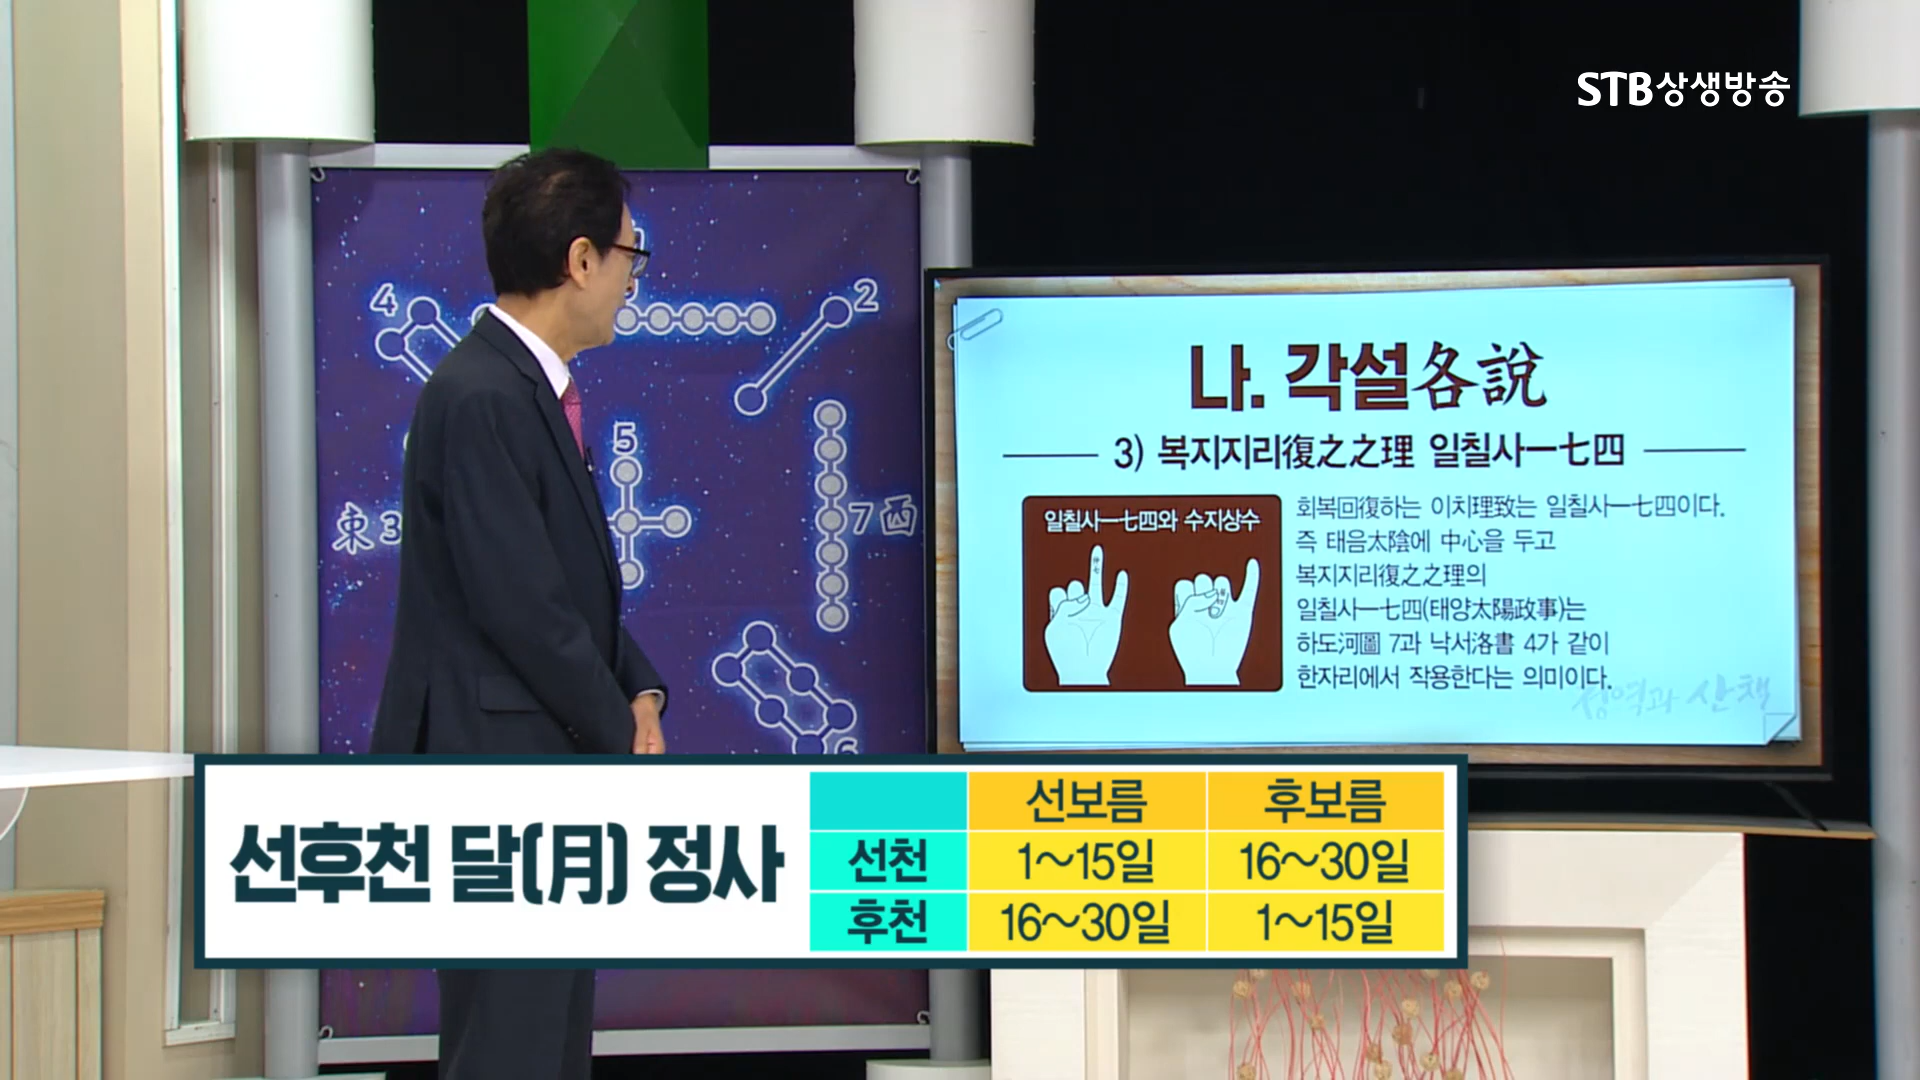 STB상생방송
4
2
5
東 3
7 西
6
나. 각설各說
3) 복지지리復之之理 일칠사一七四
일칠사一七四와 수지상수
회복回復하는 이치理致는 일칠사一七四이다.
즉 태음太陰에 中心을 두고
복지지리復之之理의
일칠사一七四(태양太陽政事)는
하도河圖 7과 낙서洛書 4가 같이
한자리에서 작용한다는 의미이다.
정역과 산책
선후천 달(月) 정사
선보름 후보름
선천 1~15일 16~30일
후천 16~30일 1~15일